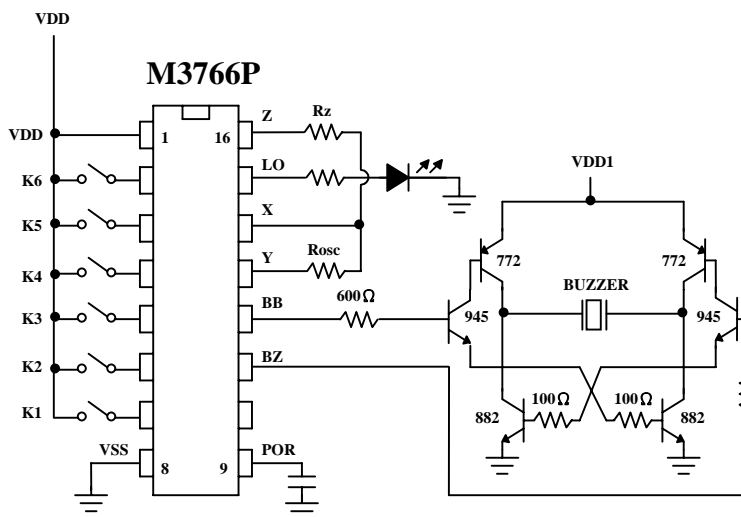 VDD
M3766P
VDD
K6
K5
K4
K3
K2
K1
VSS
1
16
8
9
Z
LO
X
Y
BB
BZ
POR
Rz
Rosc
600Ω
VDD1
772
772
BUZZER
945
945
100Ω
100Ω
882
882